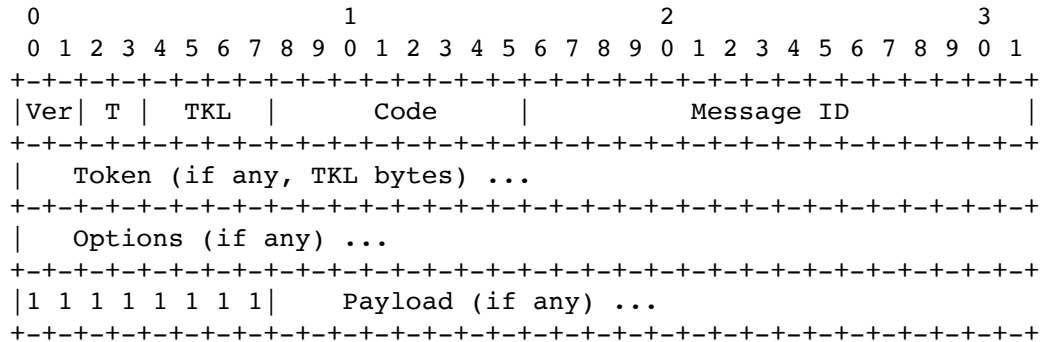 0                   1                   2                   3
 0 1 2 3 4 5 6 7 8 9 0 1 2 3 4 5 6 7 8 9 0 1 2 3 4 5 6 7 8 9 0 1
+-+-+-+-+-+-+-+-+-+-+-+-+-+-+-+-+-+-+-+-+-+-+-+-+-+-+-+-+-+-+-+-+
|Ver| T |  TKL  |      Code     |          Message ID           |
+-+-+-+-+-+-+-+-+-+-+-+-+-+-+-+-+-+-+-+-+-+-+-+-+-+-+-+-+-+-+-+-+
|   Token (if any, TKL bytes) ...
+-+-+-+-+-+-+-+-+-+-+-+-+-+-+-+-+-+-+-+-+-+-+-+-+-+-+-+-+-+-+-+-+
|   Options (if any) ...
+-+-+-+-+-+-+-+-+-+-+-+-+-+-+-+-+-+-+-+-+-+-+-+-+-+-+-+-+-+-+-+-+
|1 1 1 1 1 1 1 1|    Payload (if any) ...
+-+-+-+-+-+-+-+-+-+-+-+-+-+-+-+-+-+-+-+-+-+-+-+-+-+-+-+-+-+-+-+-+